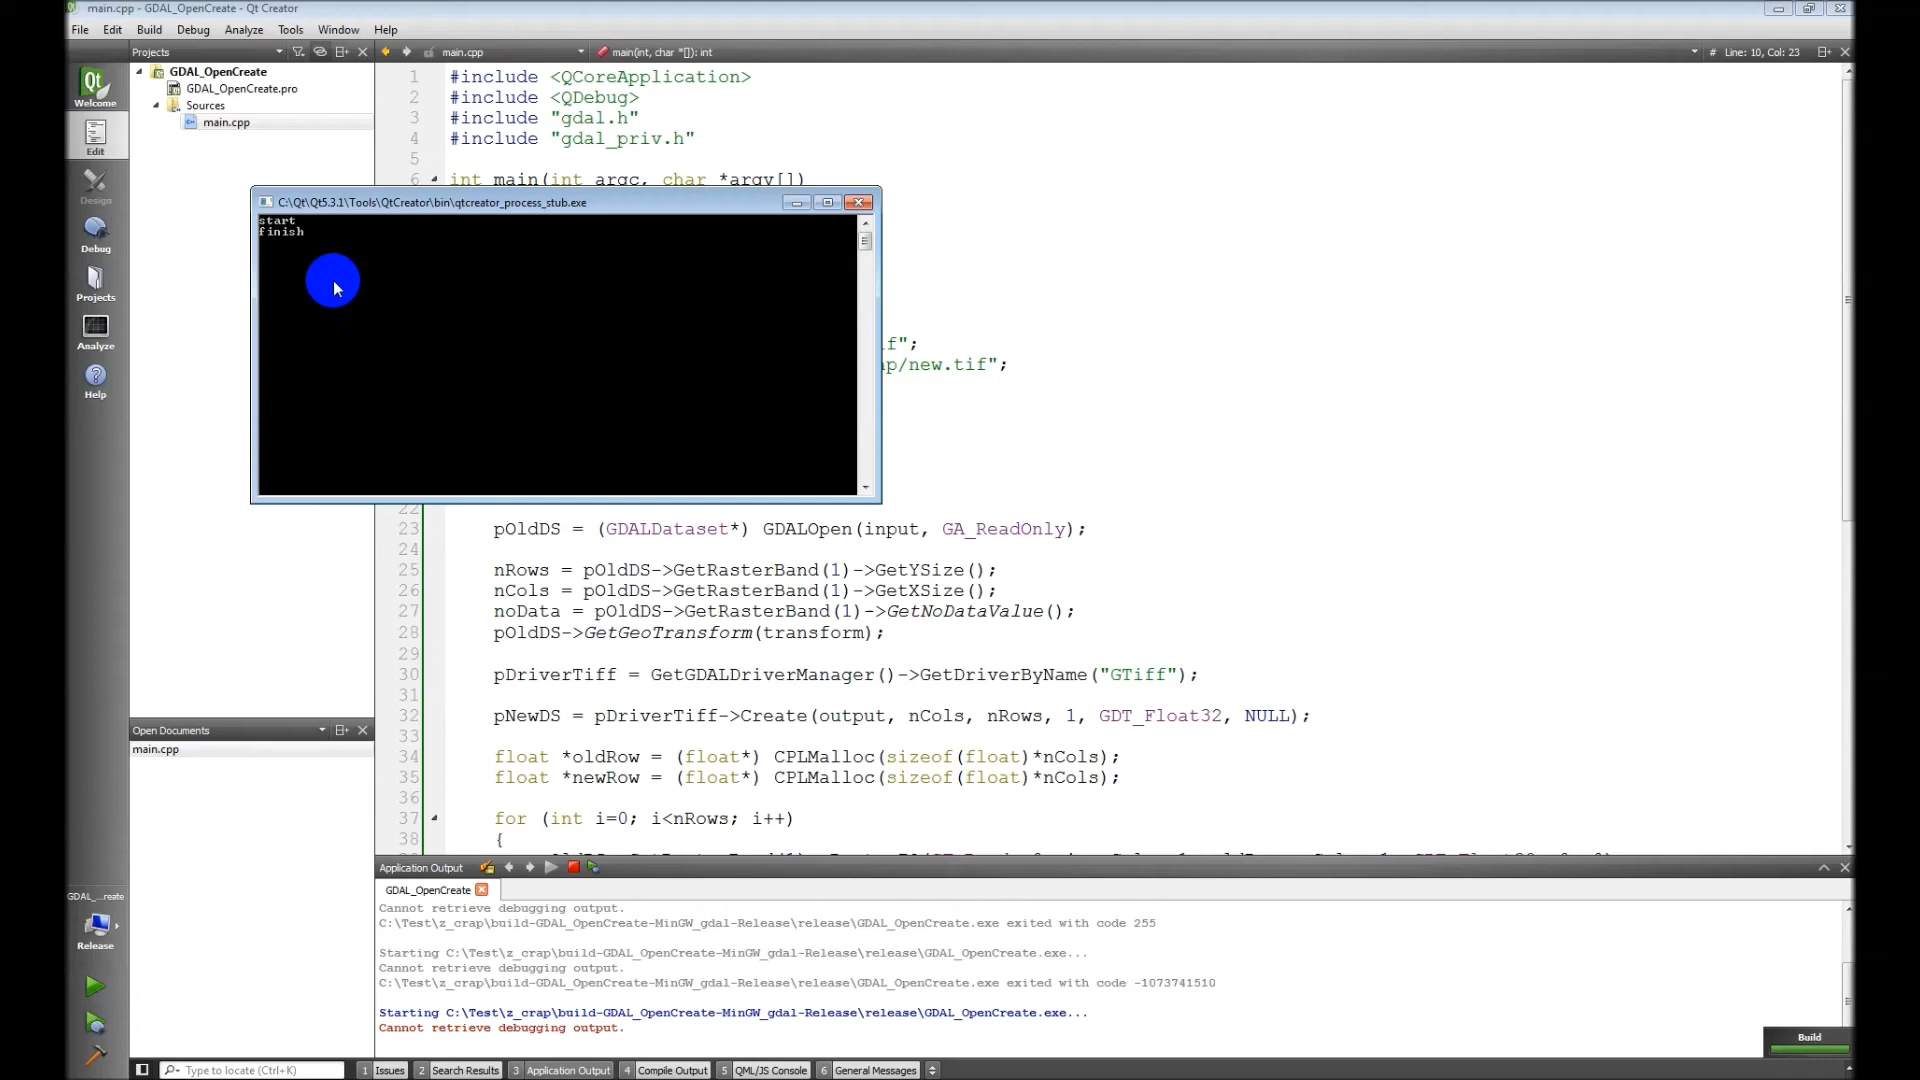 main.cpp - GDAL_OpenCreate - Qt Creator
File Edit Build Debug Analyze Tools Window Help
Projects
main.cpp
main(int, char *[]): int
# Line: 10, Col: 23
Welcome
Edit
Design
Debug
Projects
Analyze
Help
GDAL_OpenCreate
GDAL_OpenCreate.pro
Sources
main.cpp
1 #include <QCoreApplication>
2 #include <QDebug>
3 #include "gdal.h"
4 #include "gdal_priv.h"
5
6 int main(int argc, char *argv[])
C:\Qt\Qt5.3.1\Tools\QtCreator\bin\qtcreator_process_stub.exe
start
finish
if";
ap/new.tif";
22
23 pOldDS = (GDALDataset*) GDALOpen(input, GA_ReadOnly);
24
25 nRows = pOldDS->GetRasterBand(1)->GetYSize();
26 nCols = pOldDS->GetRasterBand(1)->GetXSize();
27 noData = pOldDS->GetRasterBand(1)->GetNoDataValue();
28 pOldDS->GetGeoTransform(transform);
29
30 pDriverTiff = GetGDALDriverManager()->GetDriverByName("GTiff");
31
32 pNewDS = pDriverTiff->Create(output, nCols, nRows, 1, GDT_Float32, NULL);
33
34 float *oldRow = (float*) CPLMalloc(sizeof(float)*nCols);
35 float *newRow = (float*) CPLMalloc(sizeof(float)*nCols);
36
37 for (int i=0; i<nRows; i++)
38 {
Open Documents
main.cpp
GDAL_...reate
Release
Application Output
GDAL_OpenCreate
Cannot retrieve debugging output.
C:\Test\z_crap\build-GDAL_OpenCreate-MinGW_gdal-Release\release\GDAL_OpenCreate.exe exited with code 255
Starting C:\Test\z_crap\build-GDAL_OpenCreate-MinGW_gdal-Release\release\GDAL_OpenCreate.exe...
Cannot retrieve debugging output.
C:\Test\z_crap\build-GDAL_OpenCreate-MinGW_gdal-Release\release\GDAL_OpenCreate.exe exited with code -1073741510
Starting C:\Test\z_crap\build-GDAL_OpenCreate-MinGW_gdal-Release\release\GDAL_OpenCreate.exe...
Cannot retrieve debugging output.
Build
Type to locate (Ctrl+K)
1 Issues 2 Search Results 3 Application Output 4 Compile Output 5 QML/JS Console 6 General Messages